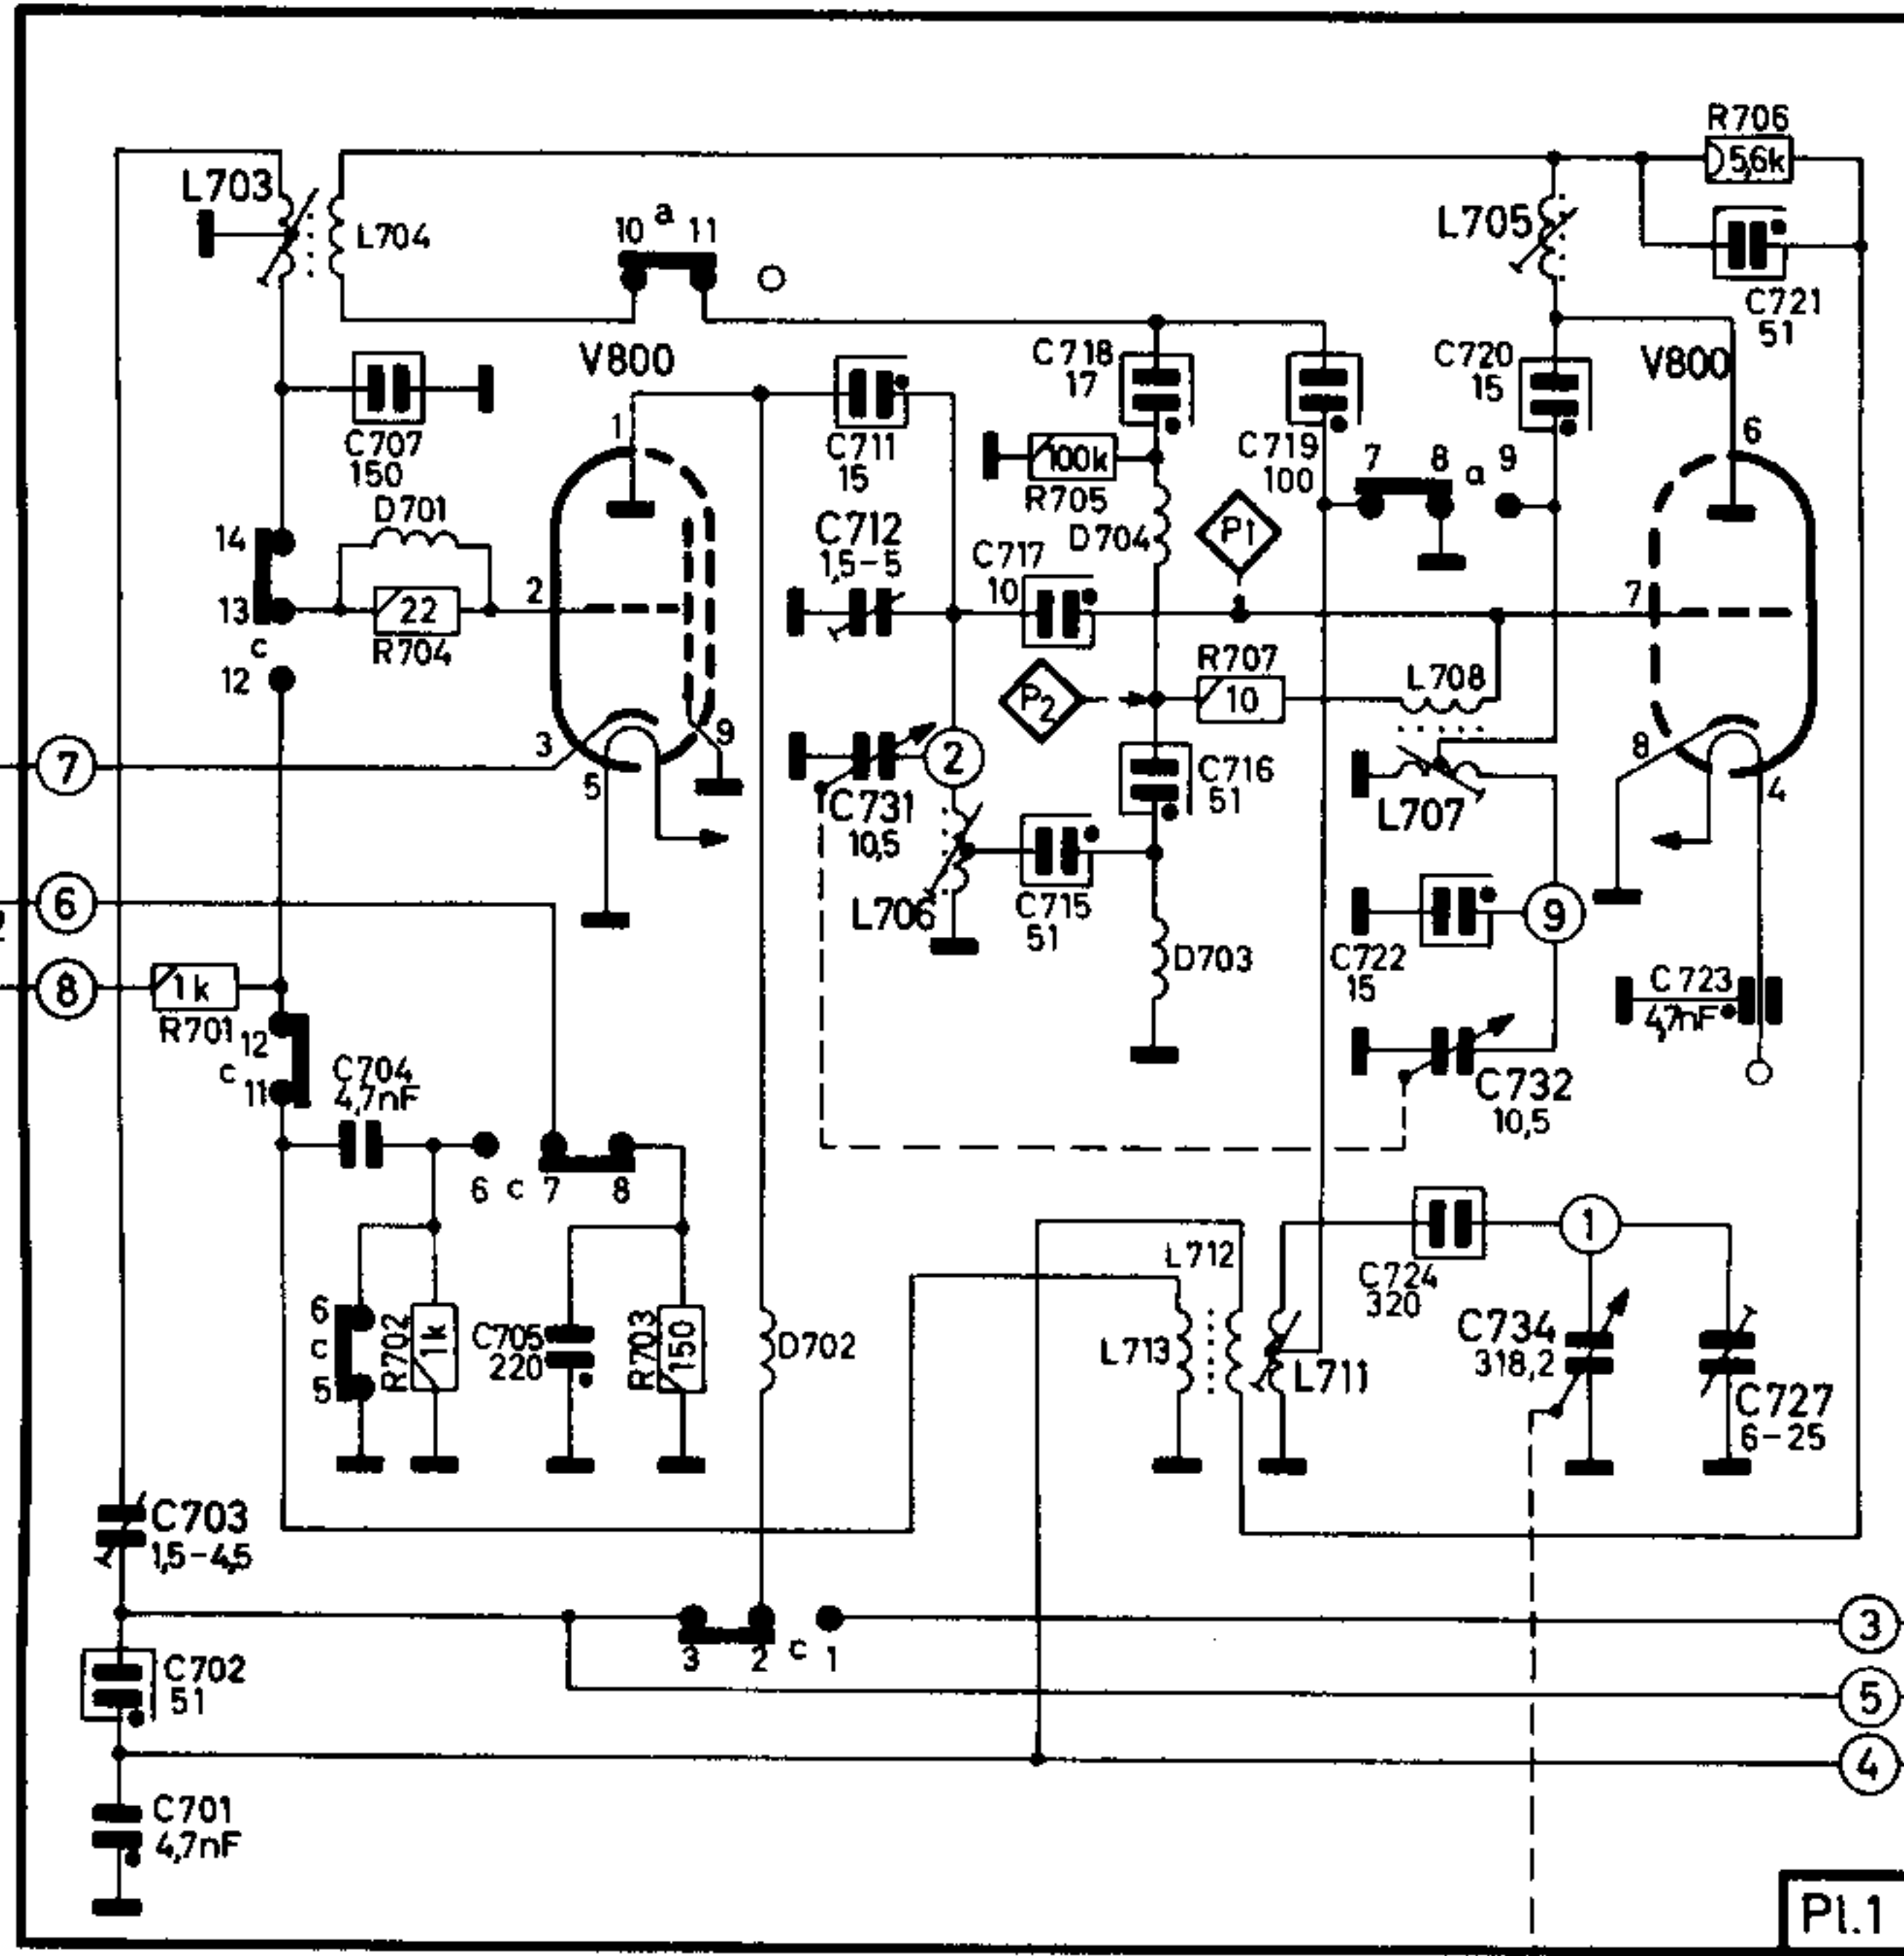 R706
5,6k
L703
L704
10 a 11
L705
C721
51
V800
C718
17
C720
15
V800
C707
150
1
C711
15
100k
R705
C719
100
7 8 a 9
6
D701
14
22
R704
13
c
12
2
C712
1,5-5
C717
10
D704
P1
7
P2
R707
10
L708
7
3
9
5
2
C731
10,5
C716
51
L707
8
4
6
L706
C715
51
D703
C722
15
9
C723
4,7nF
8
1k
R701
12
c
11
C704
4,7nF
C732
10,5
6 c 7 8
1
L712
C724
320
6
c
5
R702
1k
C705
220
R703
150
D702
L713
L711
C734
318,2
C727
6-25
C703
1,5-4,5
3 2 c 1
3
C702
51
5
4
C701
4,7nF
Pl.1